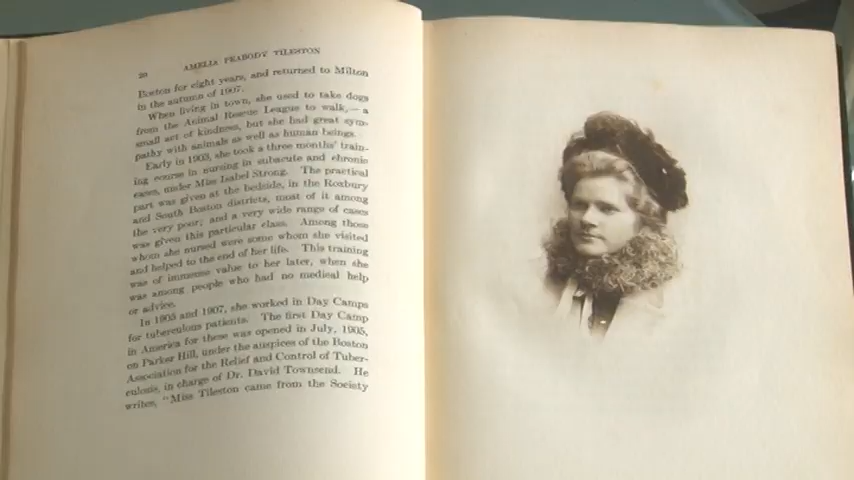 20 AMELIA PEABODY TILESTON
Boston for eight years, and returned to Milton
in the autumn of 1907.
When living in town, she used to take dogs
from the Animal Rescue League to walk, — a
small act of kindness, but she had great sym-
pathy with animals as well as human beings.
Early in 1903, she took a three months' train-
ing course in nursing in subacute and chronic
cases, under Miss Isabel Strong. The practical
part was given at the bedside, in the Roxbury
and South Boston districts, most of it among
the very poor; and a very wide range of cases
was given this particular class. Among those
whom she nursed were some whom she visited
and helped to the end of her life. This training
was of immense value to her later, when she
was among people who had no medical help
or advice.
In 1905 and 1907, she worked in Day Camps
for tuberculous patients. The first Day Camp
in America for these was opened in July, 1905,
on Parker Hill, under the auspices of the Boston
Association for the Relief and Control of Tuber-
culosis, in charge of Dr. David Townsend. He
writes, "Miss Tileston came from the Society